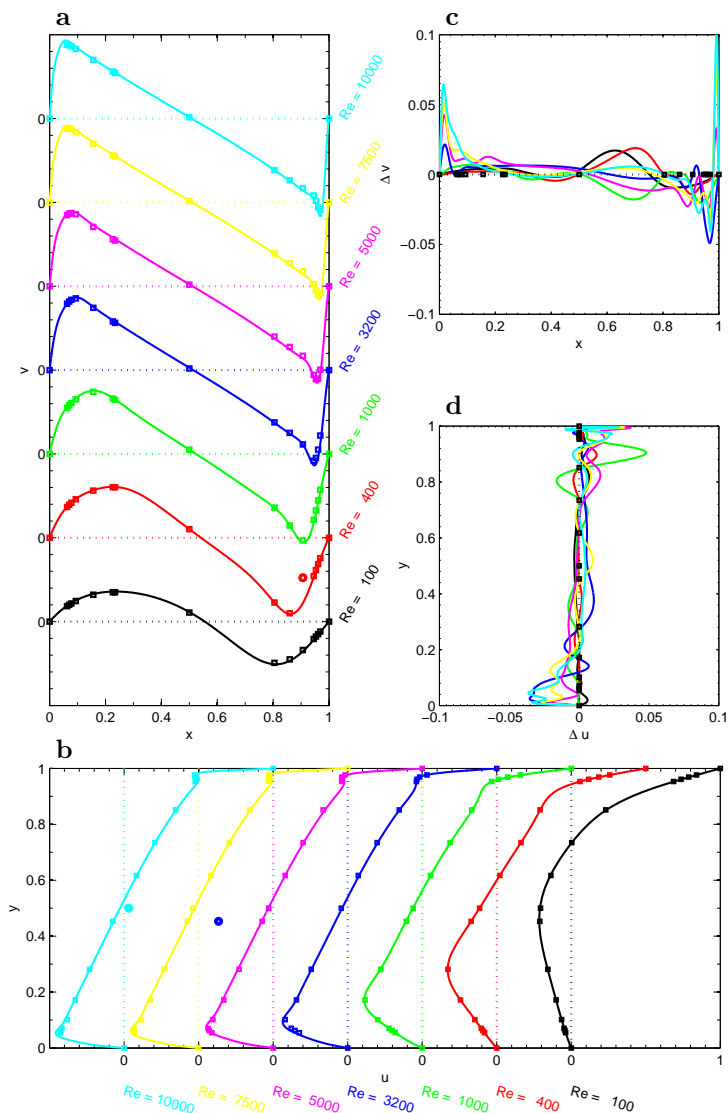 a
v
0
0
0
0
0
0
0
Re = 10000
Re = 7500
Re = 5000
Re = 3200
Re = 1000
Re = 400
Re = 100
0 0.2 0.4 0.6 0.8 1
x
c
Δ v
0.1
0.05
0
−0.05
−0.1
0 0.2 0.4 0.6 0.8 1
x
d
y
1
0.8
0.6
0.4
0.2
0
−0.1 −0.05 0 0.05 0.1
Δ u
b
y
1
0.8
0.6
0.4
0.2
0
0 0 0 0 0 0 0 1
u
Re = 10000 Re = 7500 Re = 5000 Re = 3200 Re = 1000 Re = 400 Re = 100